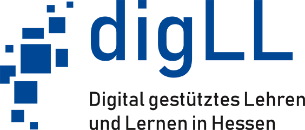 digLL
Digital gestütztes Lehren
und Lernen in Hessen